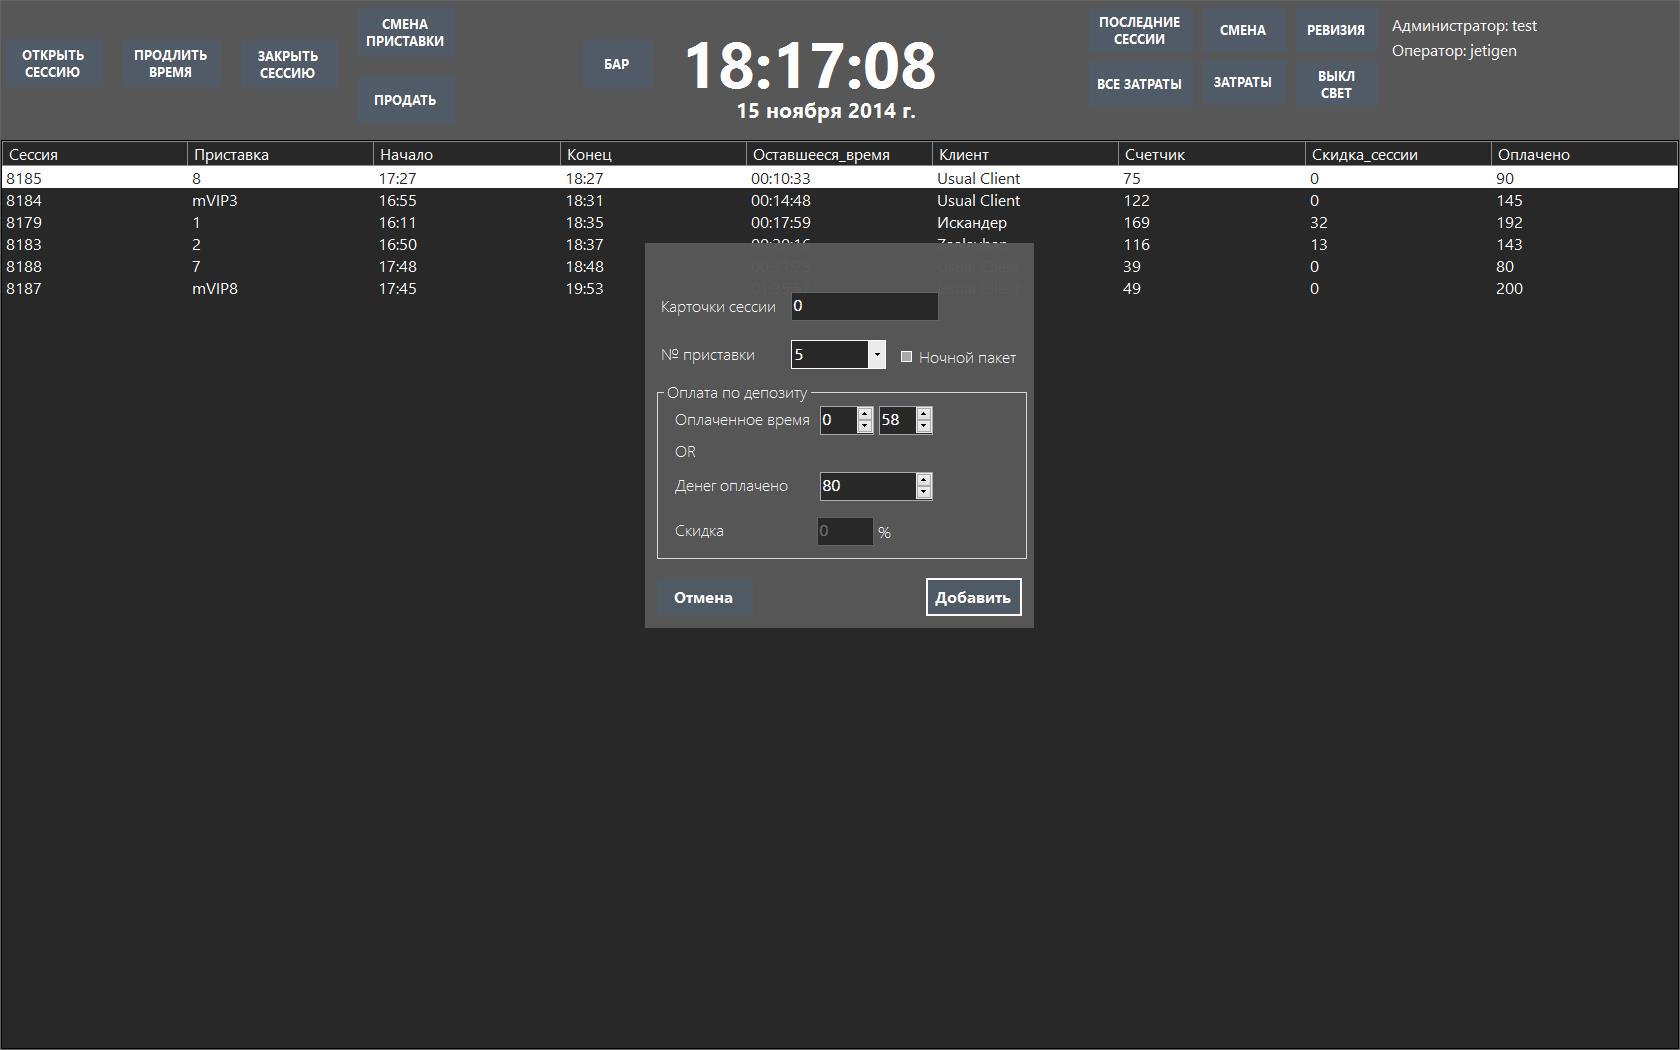 ОТКРЫТЬ
СЕССИЮ
ПРОДЛИТЬ
ВРЕМЯ
ЗАКРЫТЬ
СЕССИЮ
СМЕНА
ПРИСТАВКИ
ПРОДАТЬ
БАР
18:17:08
15 ноября 2014 г.
ПОСЛЕДНИЕ
СЕССИИ
СМЕНА
РЕВИЗИЯ
ВСЕ ЗАТРАТЫ
ЗАТРАТЫ
ВЫКЛ
СВЕТ
Администратор: test
Оператор: jetigen
Сессия Приставка Начало Конец Оставшееся_время Клиент Счетчик Скидка_сессии Оплачено
8185 8 17:27 18:27 00:10:33 Usual Client 75 0 90
8184 mVIP3 16:55 18:31 00:14:48 Usual Client 122 0 145
8179 1 16:11 18:35 00:17:59 Искандер 169 32 192
8183 2 16:50 18:37 116 13 143
8188 7 17:48 18:48 Usual Client 39 0 80
8187 mVIP8 17:45 19:53 Usual Client 49 0 200
Карточки сессии 0
№ приставки 5 Ночной пакет
Оплата по депозиту
Оплаченное время 0 58
OR
Денег оплачено 80
Скидка 0 %
Отмена Добавить